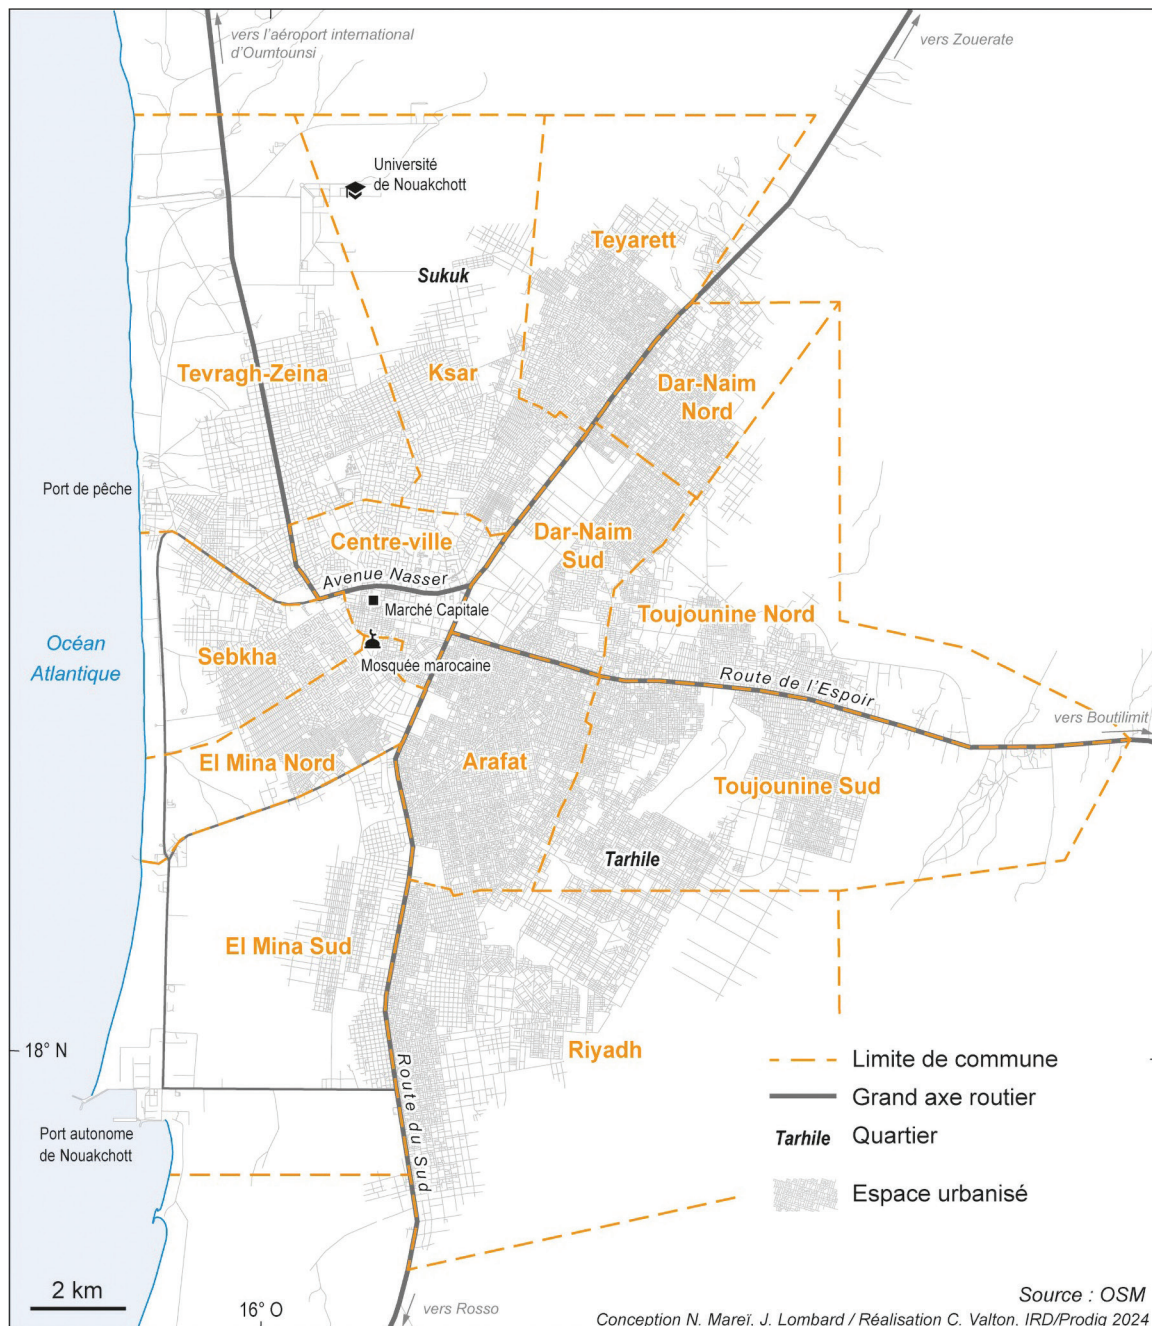 vers l'aéroport international
d'Oumtounsi
vers Zouerate
Université
de Nouakchott
Teyarett
Sukuk
Tevragh-Zeina
Ksar
Dar-Naim
Nord
Port de pêche
Centre-ville
Dar-Naim
Sud
Avenue Nasser
Marché Capitale
Toujounine Nord
Océan
Atlantique
Sebkha
Mosquée marocaine
Route de l'Espoir
vers Boutilimit
El Mina Nord
Arafat
Toujounine Sud
Tarhile
El Mina Sud
18° N
Riyadh
Route du Sud
Port autonome
de Nouakchott
Limite de commune
Grand axe routier
Tarhile Quartier
Espace urbanisé
2 km
16° O
vers Rosso
Source : OSM
Conception N. Mareï, J. Lombard / Réalisation C. Valton, IRD/Prodig 2024